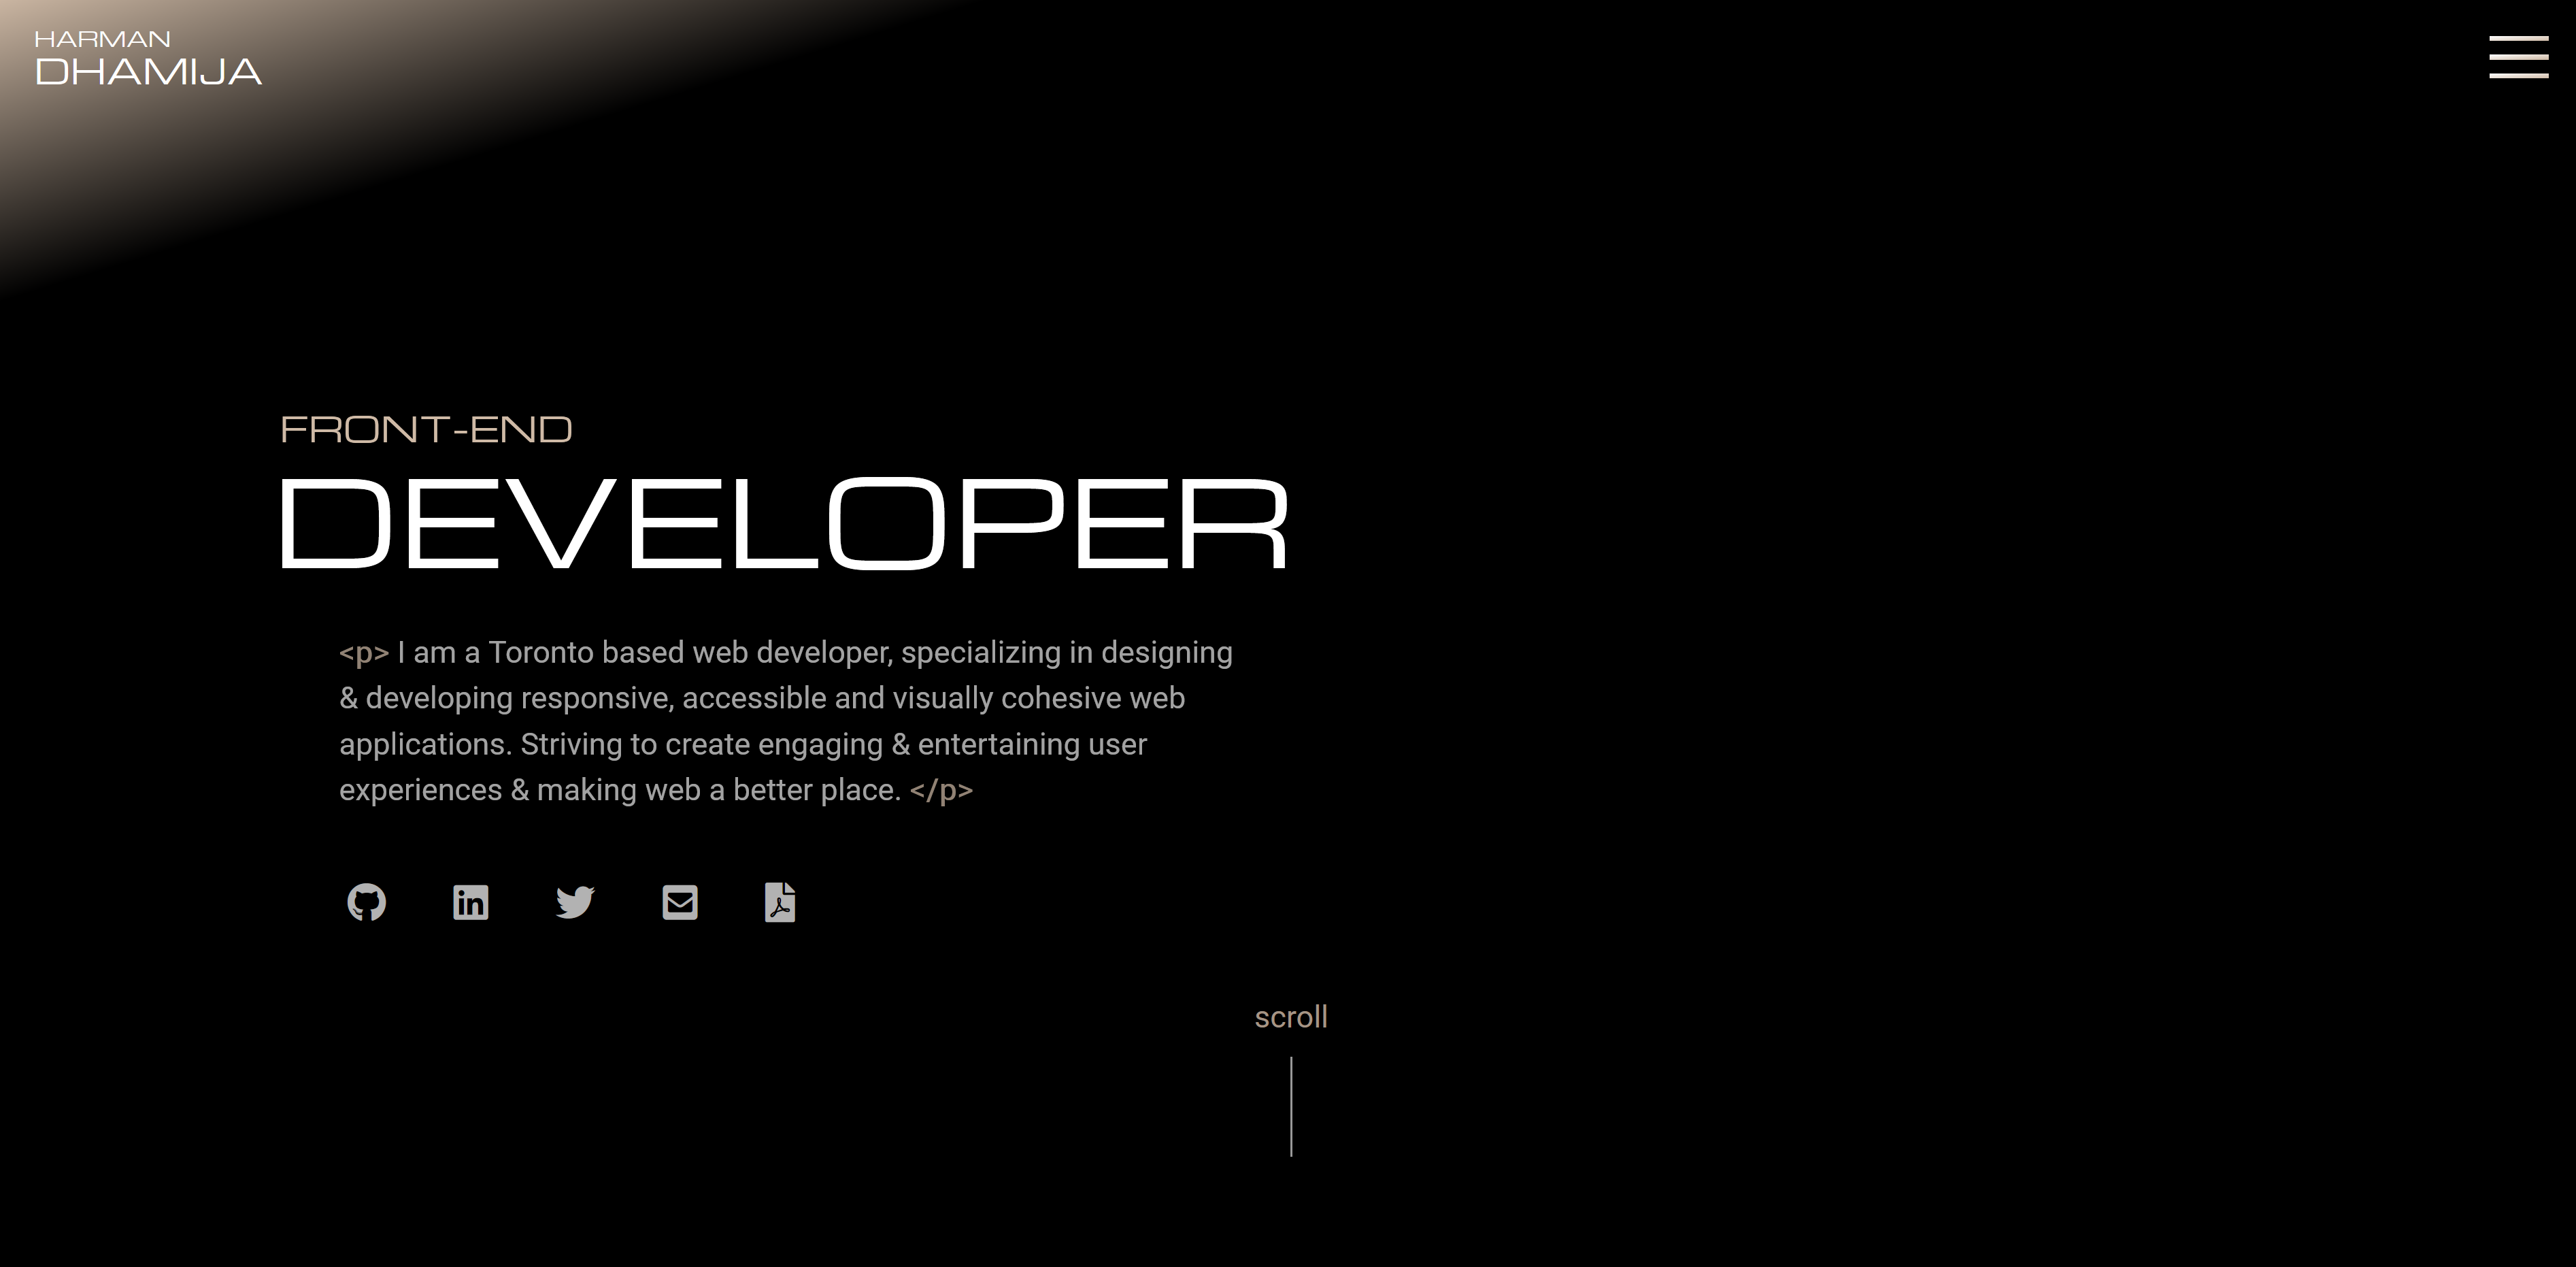 HARMAN
DHAMIJA
FRONT-END
DEVELOPER
<p> I am a Toronto based web developer, specializing in designing
& developing responsive, accessible and visually cohesive web
applications. Striving to create engaging & entertaining user
experiences & making web a better place. </p>
scroll